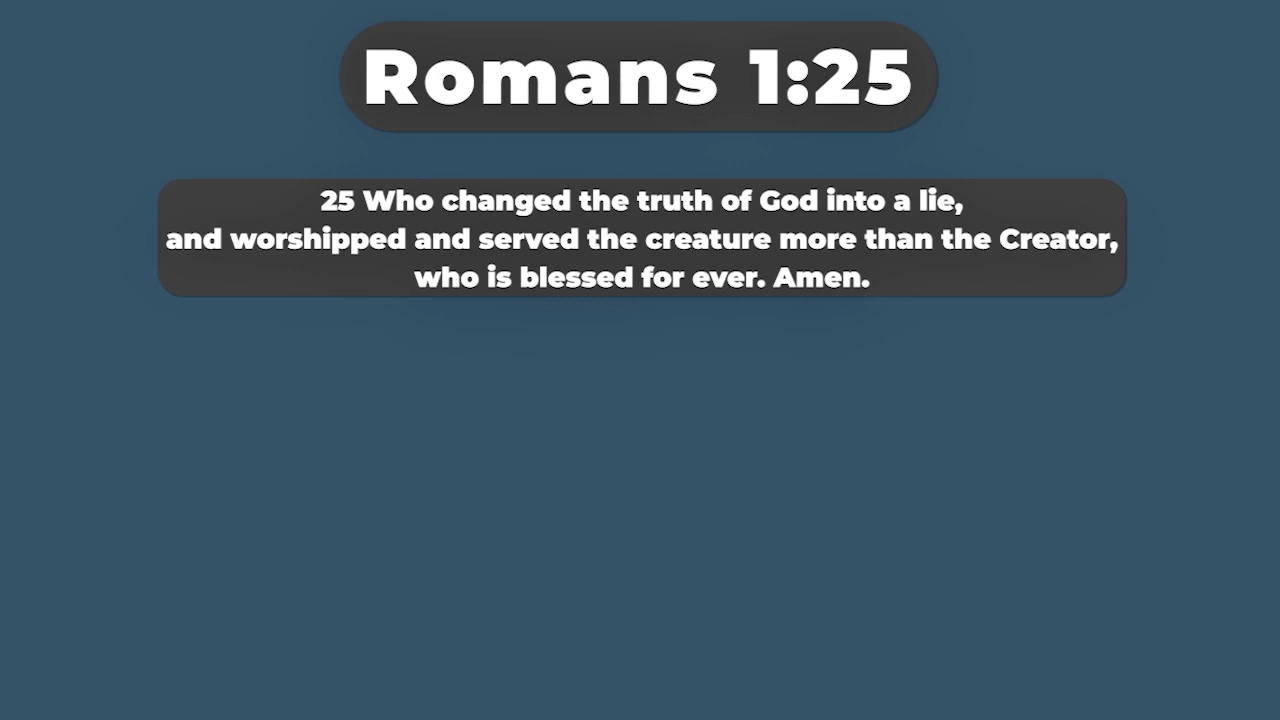 Romans 1:25
25 Who changed the truth of God into a lie,
and worshipped and served the creature more than the Creator,
who is blessed for ever. Amen.